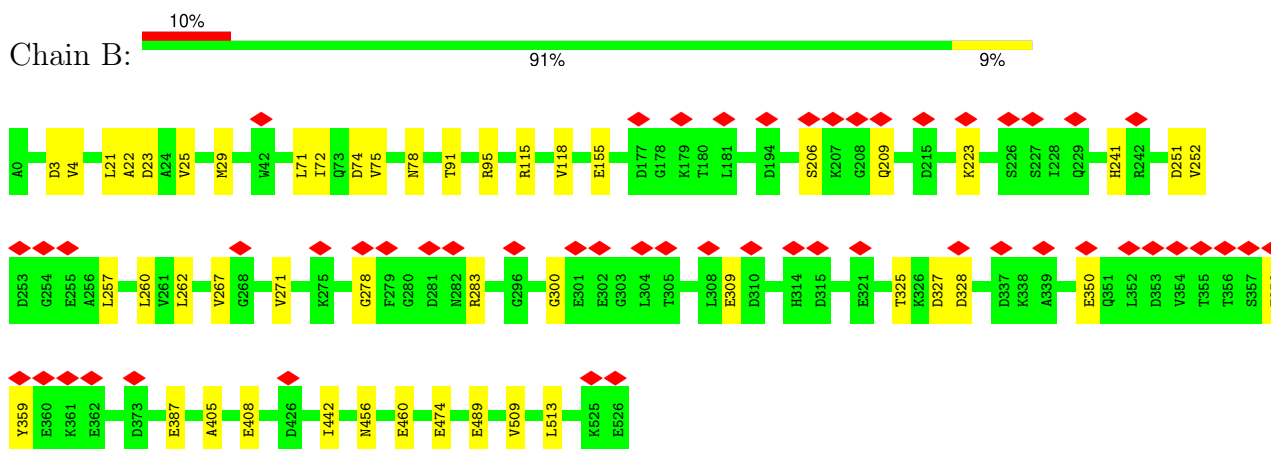 10%
Chain B:
91% 9%
A0 D3 V4 L21 A22 D23 A24 V25 M29 W42 L71 I72 Q73 D74 V75 N78 T91 R95 R115 V118 E155 D177 G178 K179 T180 L181 D194 S206 K207 G208 Q209 D215 K223 S226 S227 I228 Q229 H241 R242 D251 V252
D253 G254 E255 A256 L257 L260 V261 L262 V267 G268 V271 K275 G278 F279 G280 D281 N282 R283 G296 G300 E301 E302 G303 L304 T305 L308 E309 D310 H314 D315 E321 T325 K326 D327 D328 D337 K338 A339 E350 Q351 L352 D353 V354 T355 T356 S357
Y359 E360 K361 E362 D373 E387 A405 E408 D426 I442 N456 E460 E474 E489 V509 L513 K525 E526